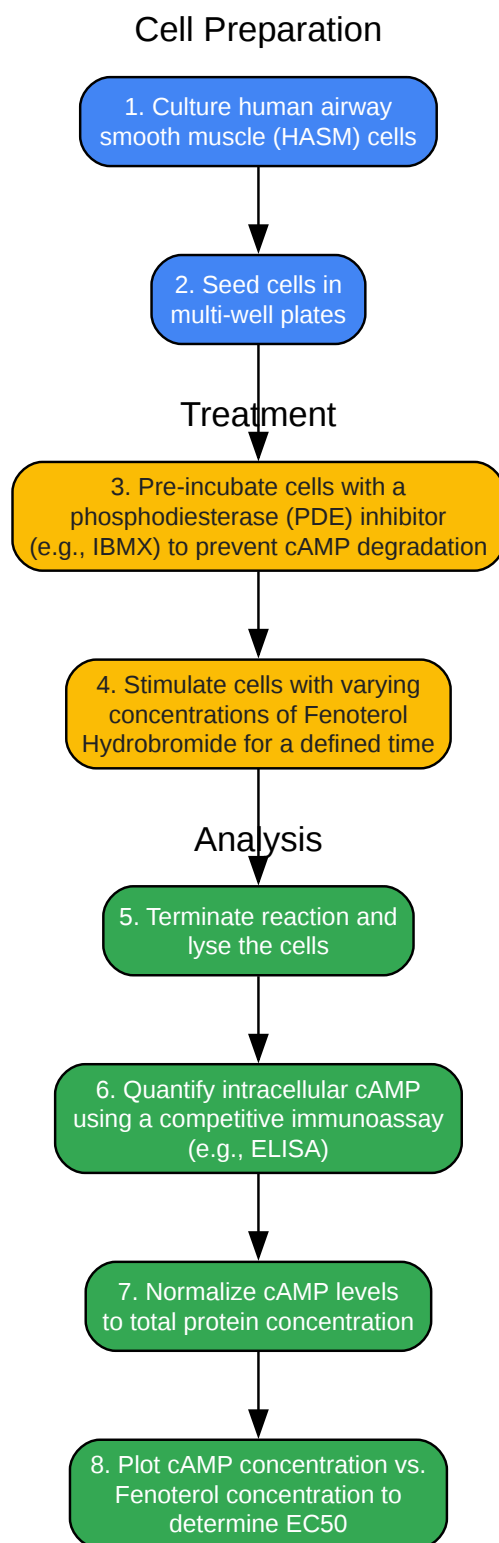 Cell Preparation
1. Culture human airway
smooth muscle (HASM) cells
2. Seed cells in
multi-well plates
Treatment
3. Pre-incubate cells with a
phosphodiesterase (PDE) inhibitor
(e.g., IBMX) to prevent cAMP degradation
4. Stimulate cells with varying
concentrations of Fenoterol
Hydrobromide for a defined time
Analysis
5. Terminate reaction and
lyse the cells
6. Quantify intracellular cAMP
using a competitive immunoassay
(e.g., ELISA)
7. Normalize cAMP levels
to total protein concentration
8. Plot cAMP concentration vs.
Fenoterol concentration to
determine EC50